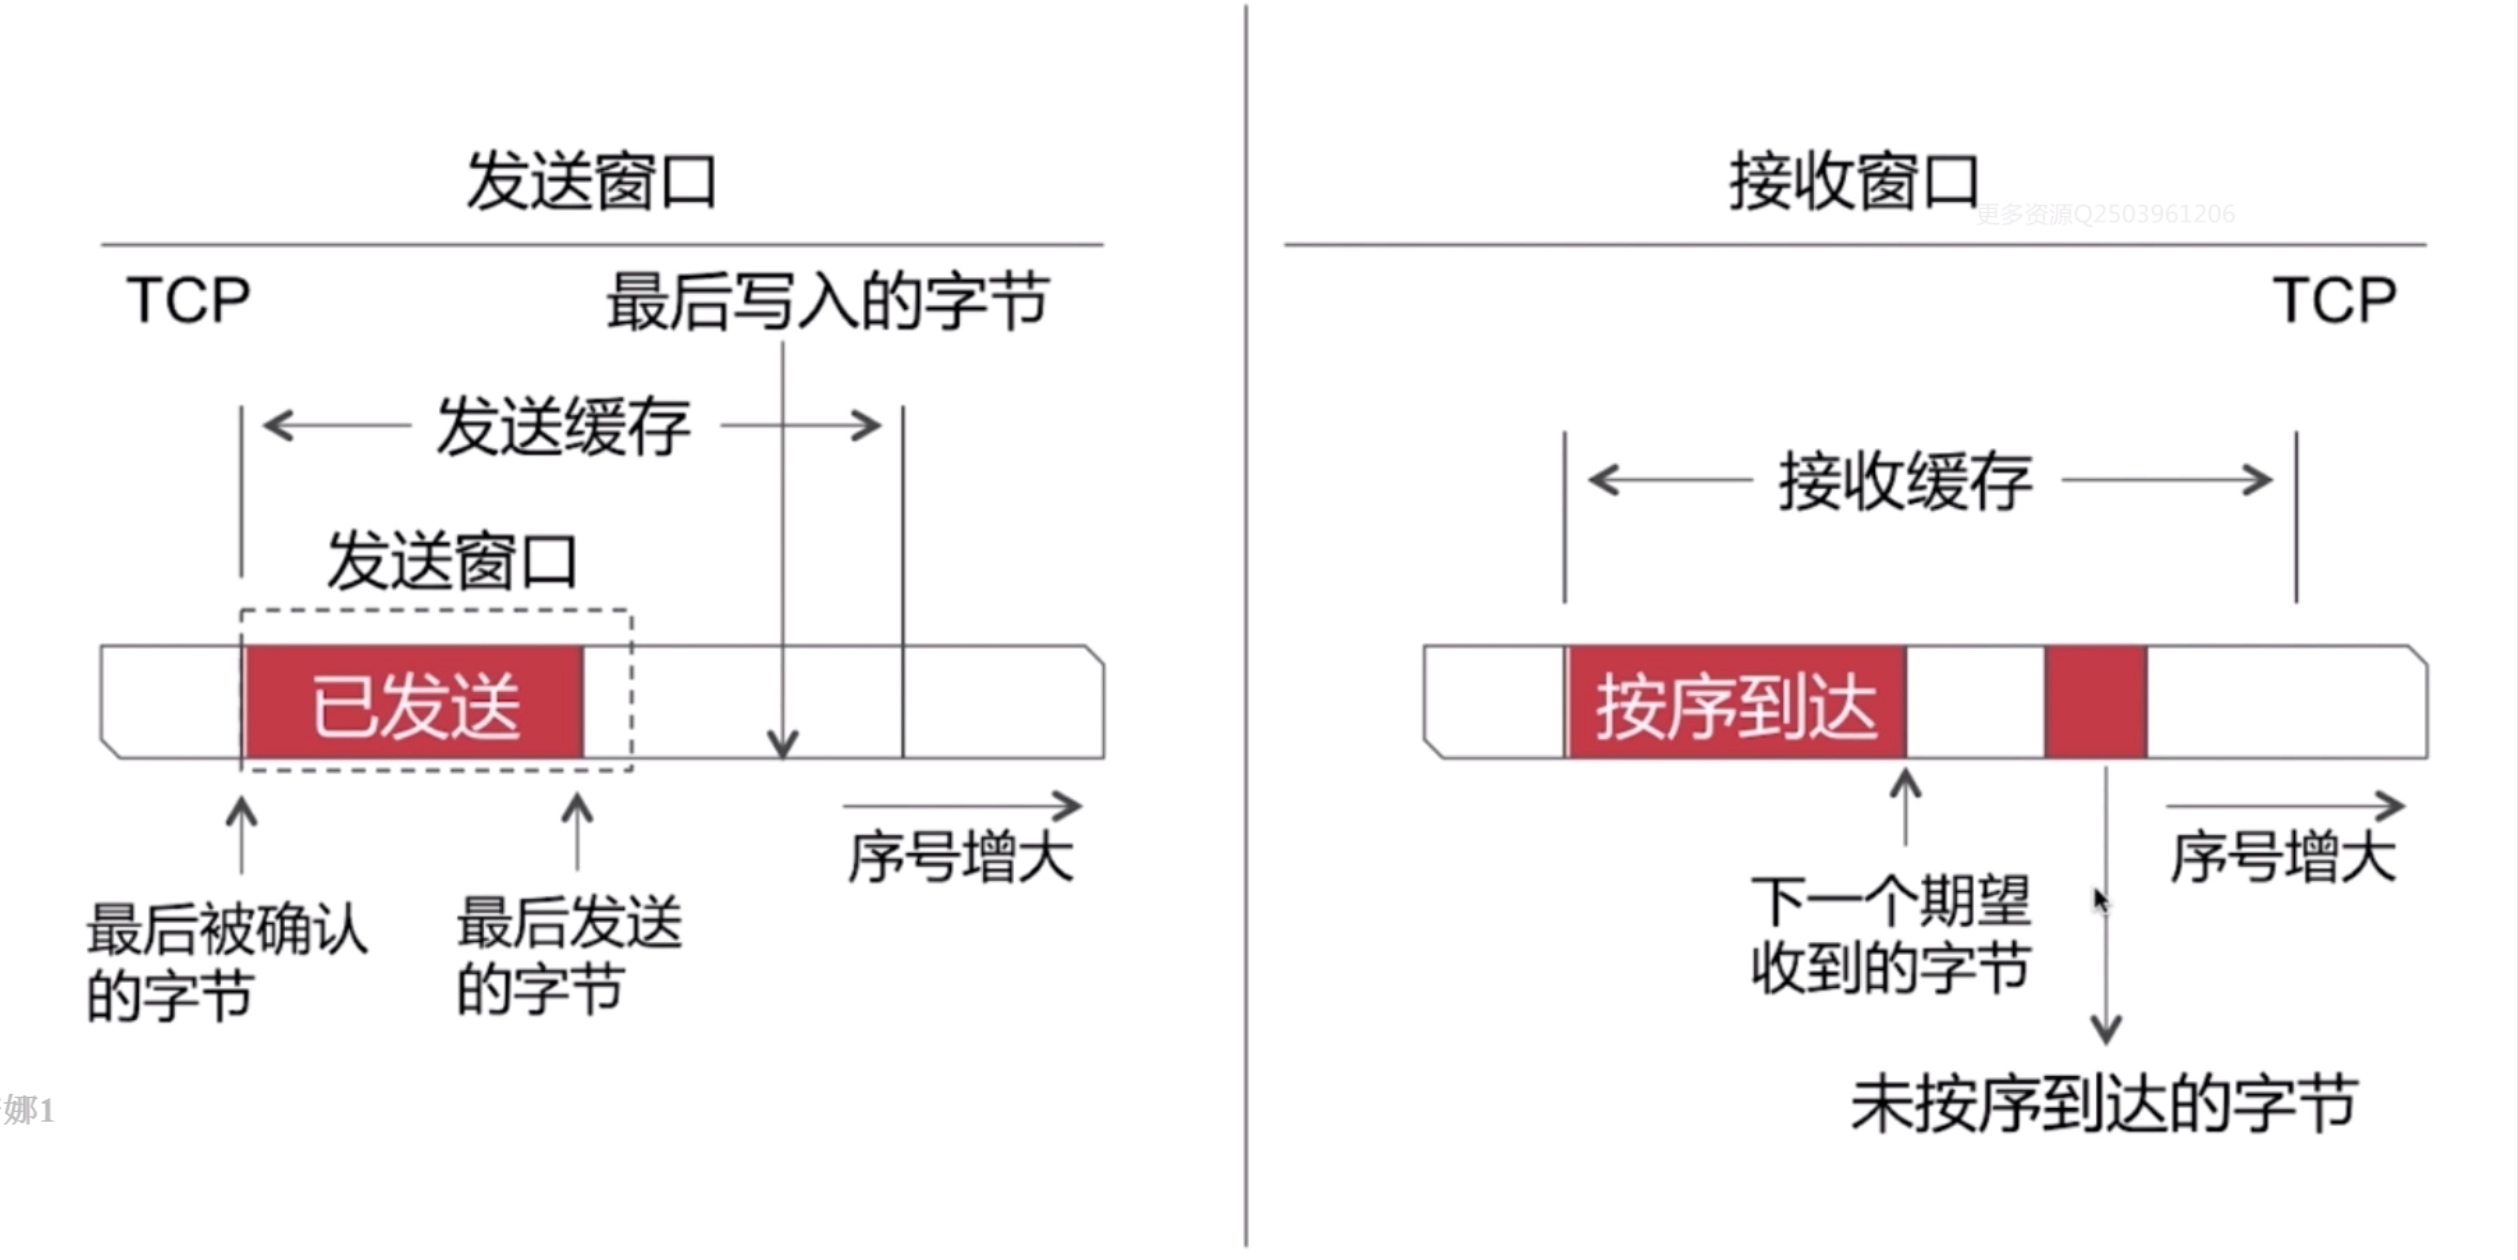 发送窗口
TCP
最后写入的字节
发送缓存
发送窗口
已发送
序号增大
最后被确认
的字节
最后发送
的字节
接收窗口
更多资源Q2503961206
TCP
接收缓存
按序到达
序号增大
下一个期望
收到的字节
未按序到达的字节
娜1